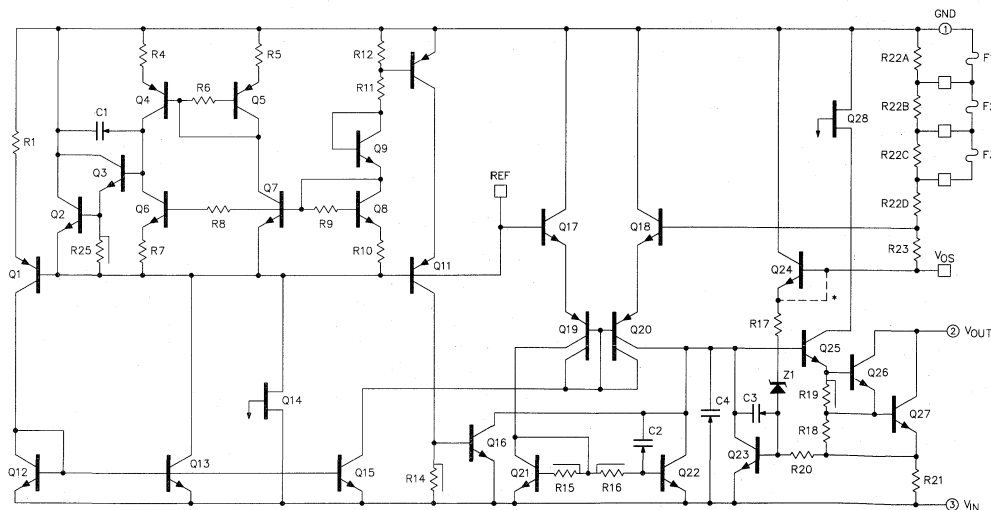 GND
1
R4
R5
R12
R22A
F1
R11
Q4
R6
Q5
C1
R22B
F2
Q28
R1
Q3
Q9
R22C
REF
Q2
Q6
Q7
R8
R9
Q8
Q17
Q18
R22D
R25
R7
R10
R23
Q1
Q11
Q24
VOS
*
R17
Q19
Q20
Q25
2 VOUT
Q26
Z1
R19
Q14
C4
C3
Q27
C2
R18
Q16
Q12
Q13
Q15
R14
Q21
R15
R16
Q22
Q23
R20
R21
3 VIN